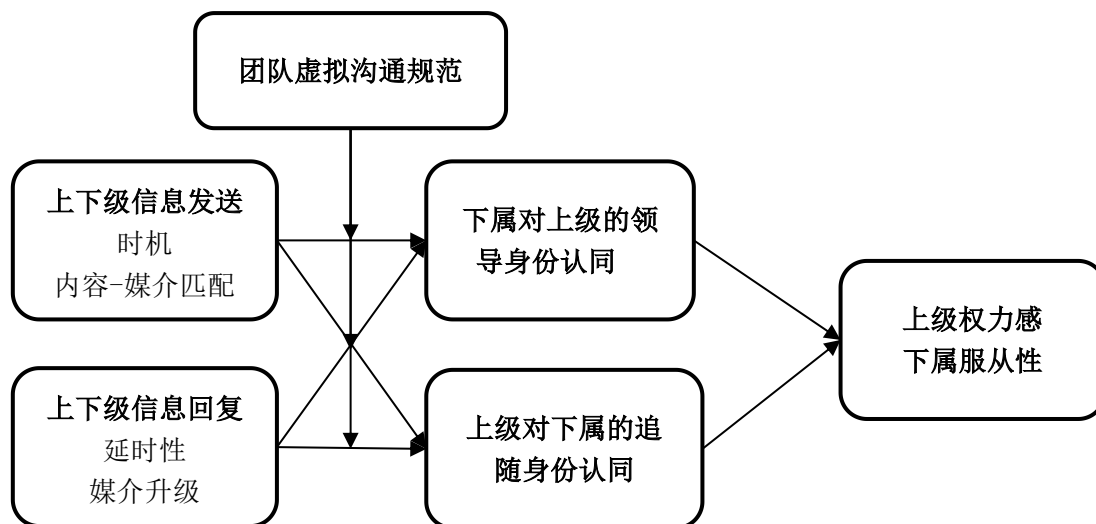 团队虚拟沟通规范
上下级信息发送
时机
内容-媒介匹配
下属对上级的领
导身份认同
上级权力感
下属服从性
上下级信息回复
延时性
媒介升级
上级对下属的追
随身份认同